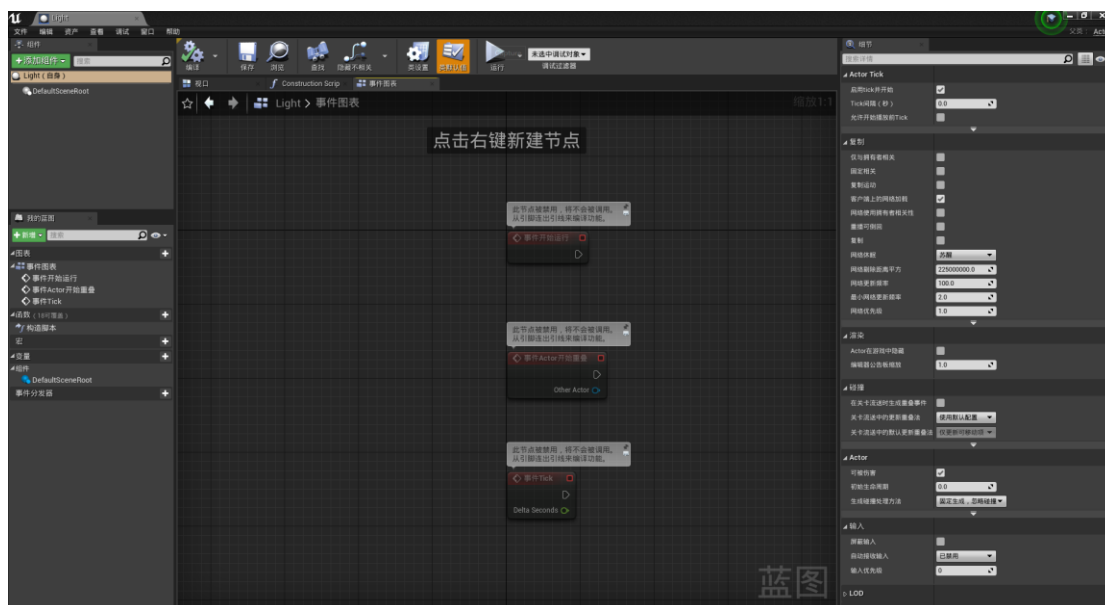 Light
文件 编辑 资产 查看 调试 窗口 帮助
父类： Act
组件
+添加组件 搜索
Light（自身）
DefaultSceneRoot
编译 保存 浏览 查找 隐藏不相关 类设置 类默认值 运行
未选中调试对象
调试过滤器
视口 Construction Scrip 事件图表
Light > 事件图表
缩放1:1
点击右键新建节点
此节点被禁用，将不会被调用。
从引脚连出引线来编译功能。
事件开始运行
此节点被禁用，将不会被调用。
从引脚连出引线来编译功能。
事件Actor开始重叠
Other Actor
此节点被禁用，将不会被调用。
从引脚连出引线来编译功能。
事件Tick
Delta Seconds
蓝图
我的蓝图
+新增 搜索
图表
事件图表
事件开始运行
事件Actor开始重叠
事件Tick
函数（18可覆盖）
构造脚本
宏
变量
组件
DefaultSceneRoot
事件分发器
细节
搜索详情
Actor Tick
启用tick并开始
Tick间隔（秒） 0.0
允许开始播放前Tick
复制
仅与拥有者相关
固定相关
复制运动
客户端上的网络加载
网络使用拥有者相关性
重播可倒回
复制
网络休眠 苏醒
网络剔除距离平方 225000000.0
网络更新频率 100.0
最小网络更新频率 2.0
网络优先级 1.0
渲染
Actor在游戏中隐藏
编辑器公告板缩放 1.0
碰撞
在关卡流送时生成重叠事件
关卡流送中的更新重叠法 使用默认配置
关卡流送中的默认更新重叠法 仅更新可移动项
Actor
可被伤害
初始生命周期 0.0
生成碰撞处理方法 固定生成，忽略碰撞
输入
屏蔽输入
自动接收输入 已禁用
输入优先级 0
LOD